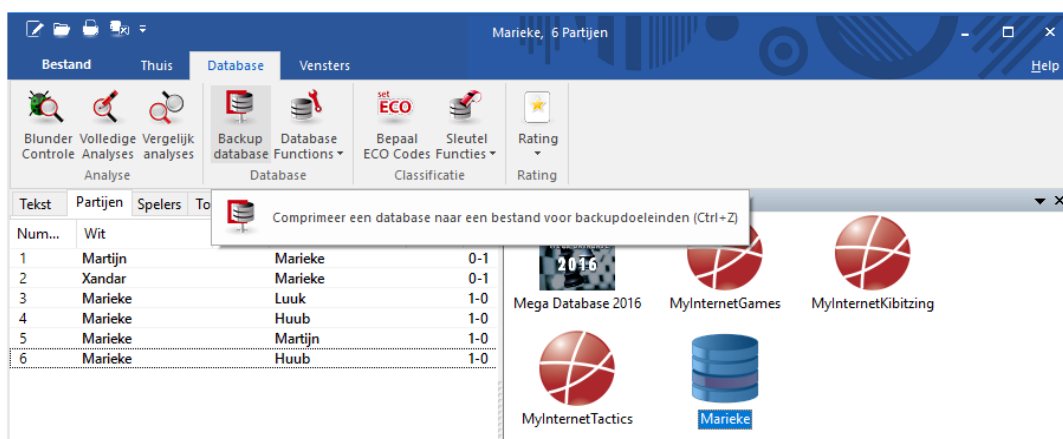 Marieke, 6 Partijen
Bestand Thuis Database Vensters Help
set
ECO
Blunder Controle
Volledige Analyses
Vergelijk analyses
Backup database
Database Functions
Bepaal ECO Codes
Sleutel Functies
Rating
Analyse Database Classificatie Rating
Tekst Partijen Spelers To
Comprimeer een database naar een bestand voor backupdoeleinden (Ctrl+Z)
Num... Wit
1 Martijn Marieke 0-1
2 Xandar Marieke 0-1
3 Marieke Luuk 1-0
4 Marieke Huub 1-0
5 Marieke Martijn 1-0
6 Marieke Huub 1-0
2016
Mega Database 2016 MyInternetGames MyInternetKibitzing
MyInternetTactics Marieke